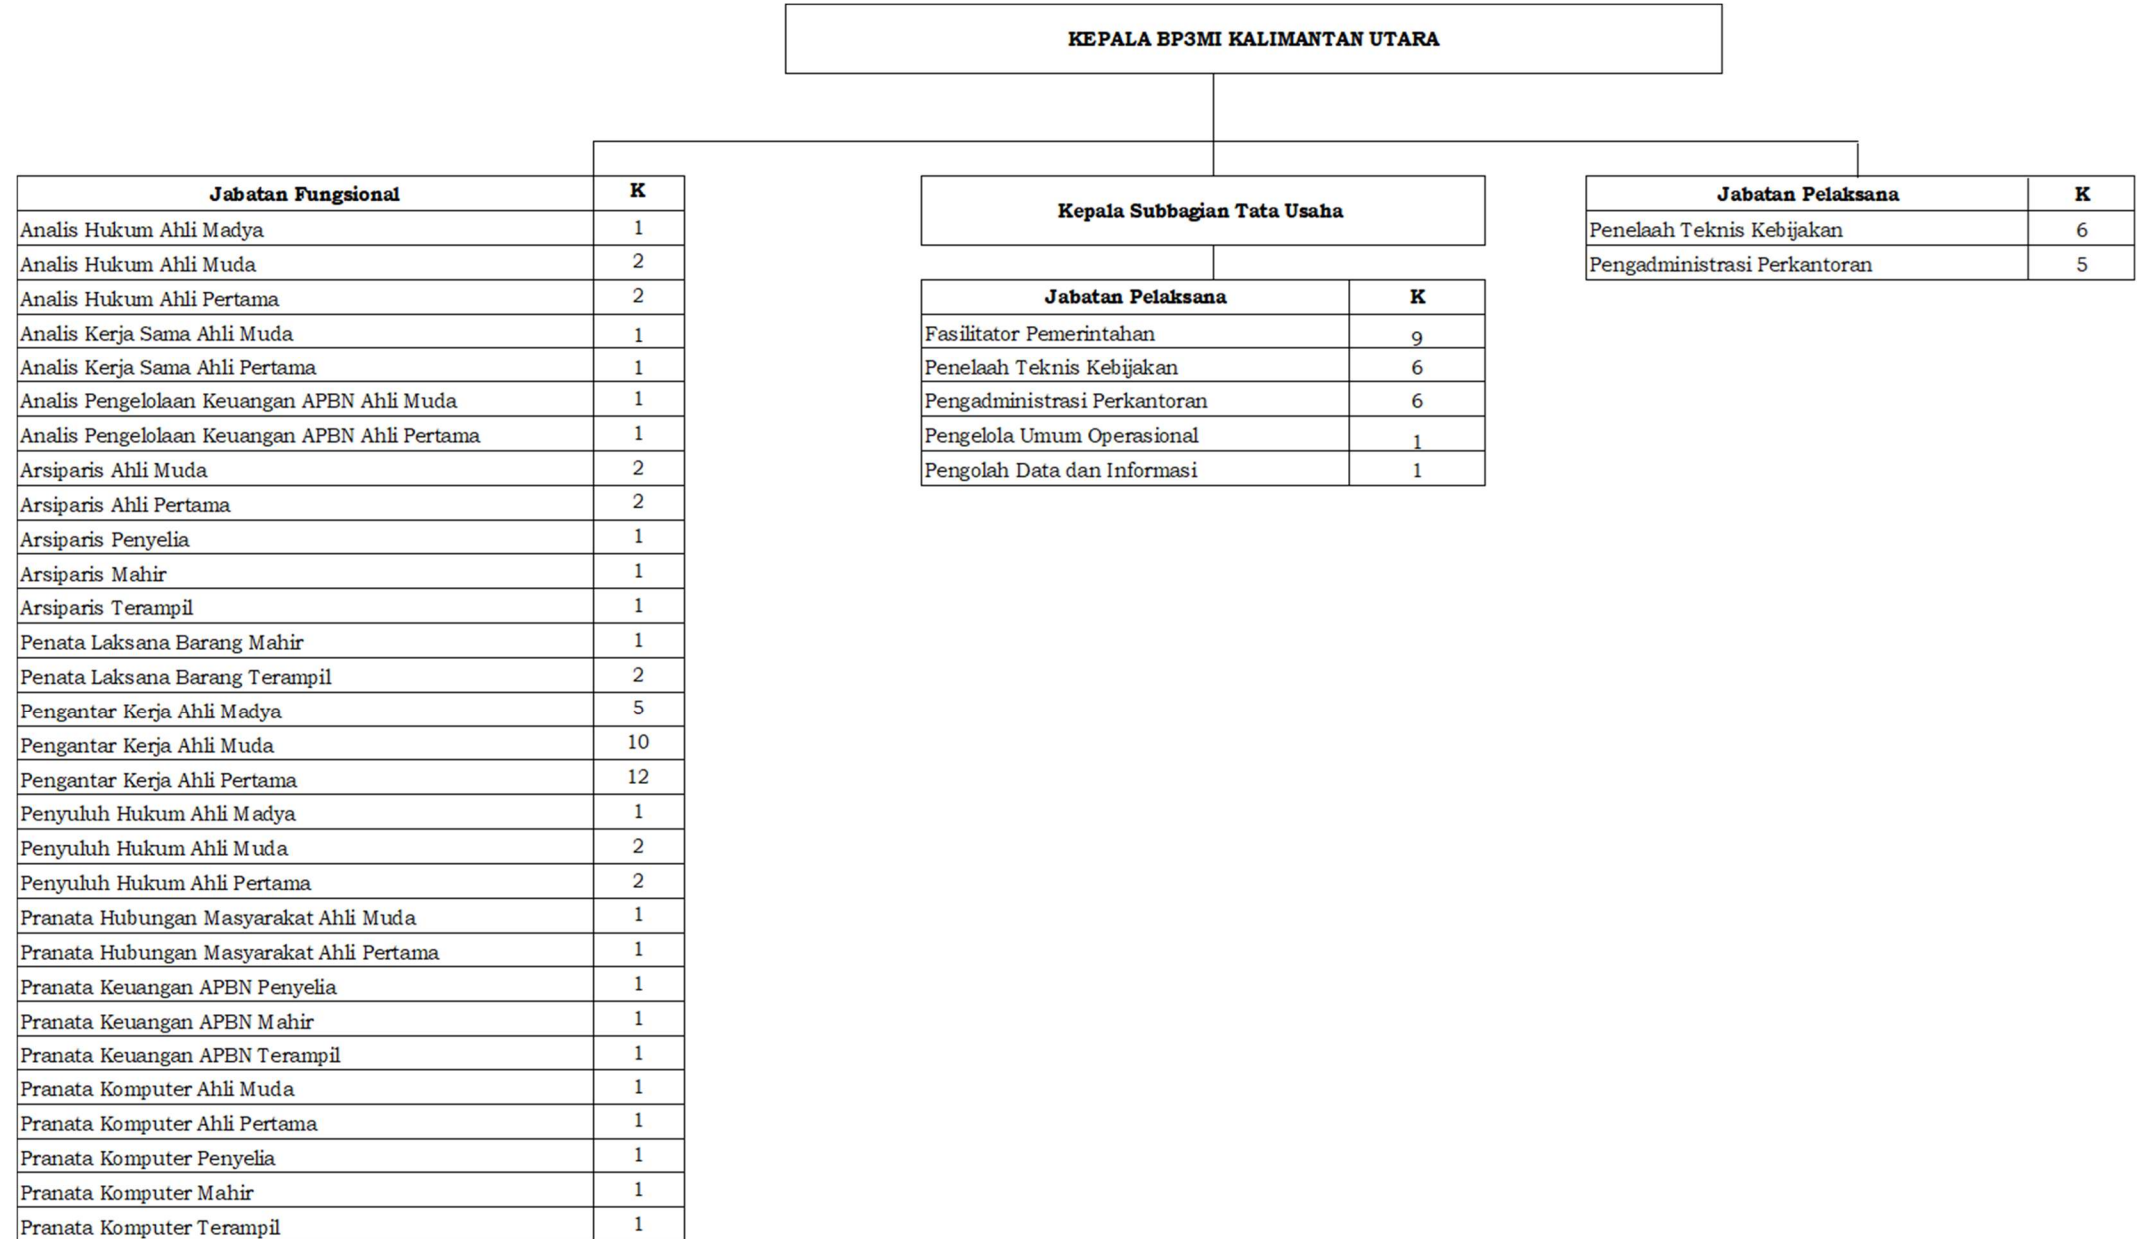 KEPALA BP3MI KALIMANTAN UTARA
Jabatan Fungsional K
Analis Hukum Ahli Madya 1
Analis Hukum Ahli Muda 2
Analis Hukum Ahli Pertama 2
Analis Kerja Sama Ahli Muda 1
Analis Kerja Sama Ahli Pertama 1
Analis Pengelolaan Keuangan APBN Ahli Muda 1
Analis Pengelolaan Keuangan APBN Ahli Pertama 1
Arsiparis Ahli Muda 2
Arsiparis Ahli Pertama 2
Arsiparis Penyelia 1
Arsiparis Mahir 1
Arsiparis Terampil 1
Penata Laksana Barang Mahir 1
Penata Laksana Barang Terampil 2
Pengantar Kerja Ahli Madya 5
Pengantar Kerja Ahli Muda 10
Pengantar Kerja Ahli Pertama 12
Penyuluh Hukum Ahli Madya 1
Penyuluh Hukum Ahli Muda 2
Penyuluh Hukum Ahli Pertama 2
Pranata Hubungan Masyarakat Ahli Muda 1
Pranata Hubungan Masyarakat Ahli Pertama 1
Pranata Keuangan APBN Penyelia 1
Pranata Keuangan APBN Mahir 1
Pranata Keuangan APBN Terampil 1
Pranata Komputer Ahli Muda 1
Pranata Komputer Ahli Pertama 1
Pranata Komputer Penyelia 1
Pranata Komputer Mahir 1
Pranata Komputer Terampil 1
Kepala Subbagian Tata Usaha
Jabatan Pelaksana K
Fasilitator Pemerintahan 9
Penelaah Teknis Kebijakan 6
Pengadministrasi Perkantoran 6
Pengelola Umum Operasional 1
Pengolah Data dan Informasi 1
Jabatan Pelaksana K
Penelaah Teknis Kebijakan 6
Pengadministrasi Perkantoran 5